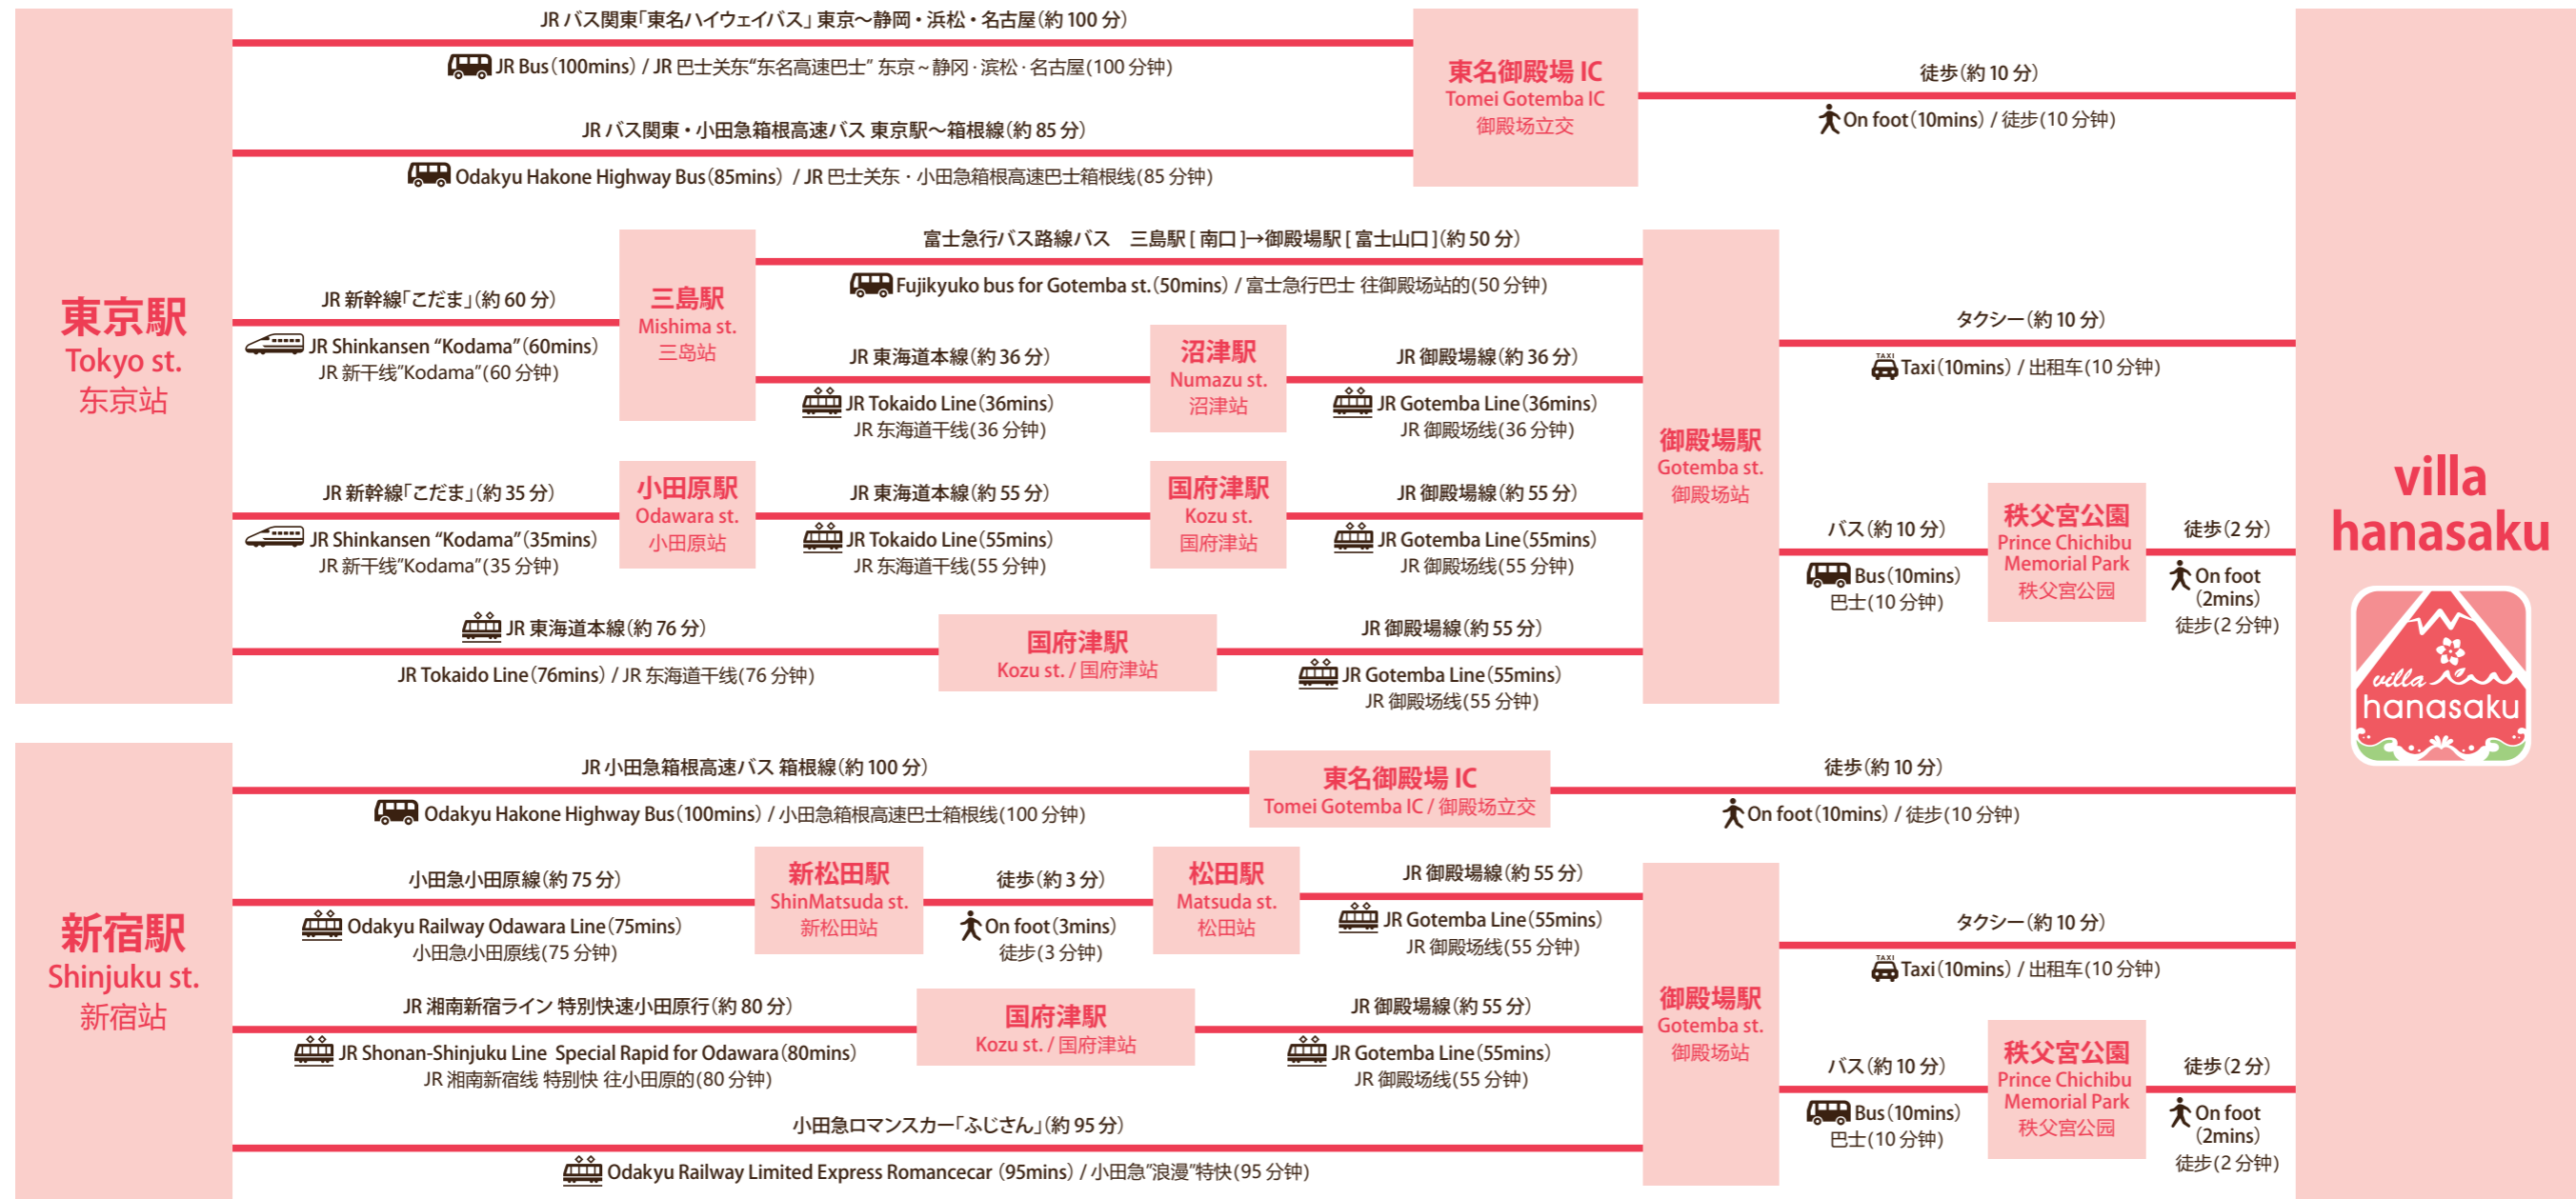 東京駅
Tokyo st.
东京站
JR バス関東「東名ハイウェイバス」 東京～静岡・浜松・名古屋(約 100 分)
JR Bus(100mins) / JR 巴士关东“东名高速巴士” 东京～静冈・滨松・名古屋(100 分钟)
JR バス関東・小田急箱根高速バス 東京駅～箱根線(約 85 分)
Odakyu Hakone Highway Bus(85mins) / JR 巴士关东・小田急箱根高速巴士箱根线(85 分钟)
東名御殿場 IC
Tomei Gotemba IC
御殿场立交
徒歩(約 10 分)
On foot(10mins) / 徒步(10 分钟)
JR 新幹線「こだま」(約 60 分)
JR Shinkansen “Kodama”(60mins)
JR 新干线”Kodama”(60 分钟)
三島駅
Mishima st.
三岛站
富士急行バス路線バス 三島駅 [ 南口 ]→御殿場駅 [ 富士山口 ](約 50 分)
Fujikyuko bus for Gotemba st.(50mins) / 富士急行巴士 往御殿场站的(50 分钟)
JR 東海道本線(約 36 分)
JR Tokaido Line(36mins)
JR 东海道干线(36 分钟)
沼津駅
Numazu st.
沼津站
JR 御殿場線(約 36 分)
JR Gotemba Line(36mins)
JR 御殿场线(36 分钟)
JR 新幹線「こだま」(約 35 分)
JR Shinkansen “Kodama”(35mins)
JR 新干线”Kodama”(35 分钟)
小田原駅
Odawara st.
小田原站
JR 東海道本線(約 55 分)
JR Tokaido Line(55mins)
JR 东海道干线(55 分钟)
国府津駅
Kozu st.
国府津站
JR 御殿場線(約 55 分)
JR Gotemba Line(55mins)
JR 御殿场线(55 分钟)
JR 東海道本線(約 76 分)
JR Tokaido Line(76mins) / JR 东海道干线(76 分钟)
国府津駅
Kozu st. / 国府津站
JR 御殿場線(約 55 分)
JR Gotemba Line(55mins)
JR 御殿场线(55 分钟)
御殿場駅
Gotemba st.
御殿场站
タクシー(約 10 分)
TAXI
Taxi(10mins) / 出租车(10 分钟)
バス(約 10 分)
Bus(10mins)
巴士(10 分钟)
秩父宮公園
Prince Chichibu
Memorial Park
秩父宮公园
徒歩(2 分)
On foot
(2mins)
徒步(2 分钟)
villa
hanasaku
villa
hanasaku
新宿駅
Shinjuku st.
新宿站
JR 小田急箱根高速バス 箱根線(約 100 分)
Odakyu Hakone Highway Bus(100mins) / 小田急箱根高速巴士箱根线(100 分钟)
東名御殿場 IC
Tomei Gotemba IC / 御殿场立交
徒歩(約 10 分)
On foot(10mins) / 徒步(10 分钟)
小田急小田原線(約 75 分)
Odakyu Railway Odawara Line(75mins)
小田急小田原线(75 分钟)
新松田駅
ShinMatsuda st.
新松田站
徒歩(約 3 分)
On foot(3mins)
徒步(3 分钟)
松田駅
Matsuda st.
松田站
JR 御殿場線(約 55 分)
JR Gotemba Line(55mins)
JR 御殿场线(55 分钟)
JR 湘南新宿ライン 特別快速小田原行(約 80 分)
JR Shonan-Shinjuku Line Special Rapid for Odawara(80mins)
JR 湘南新宿线 特别快 往小田原的(80 分钟)
国府津駅
Kozu st. / 国府津站
JR 御殿場線(約 55 分)
JR Gotemba Line(55mins)
JR 御殿场线(55 分钟)
小田急ロマンスカー「ふじさん」(約 95 分)
Odakyu Railway Limited Express Romancecar (95mins) / 小田急”浪漫”特快(95 分钟)
御殿場駅
Gotemba st.
御殿场站
タクシー(約 10 分)
TAXI
Taxi(10mins) / 出租车(10 分钟)
バス(約 10 分)
Bus(10mins)
巴士(10 分钟)
秩父宮公園
Prince Chichibu
Memorial Park
秩父宮公园
徒歩(2 分)
On foot
(2mins)
徒步(2 分钟)